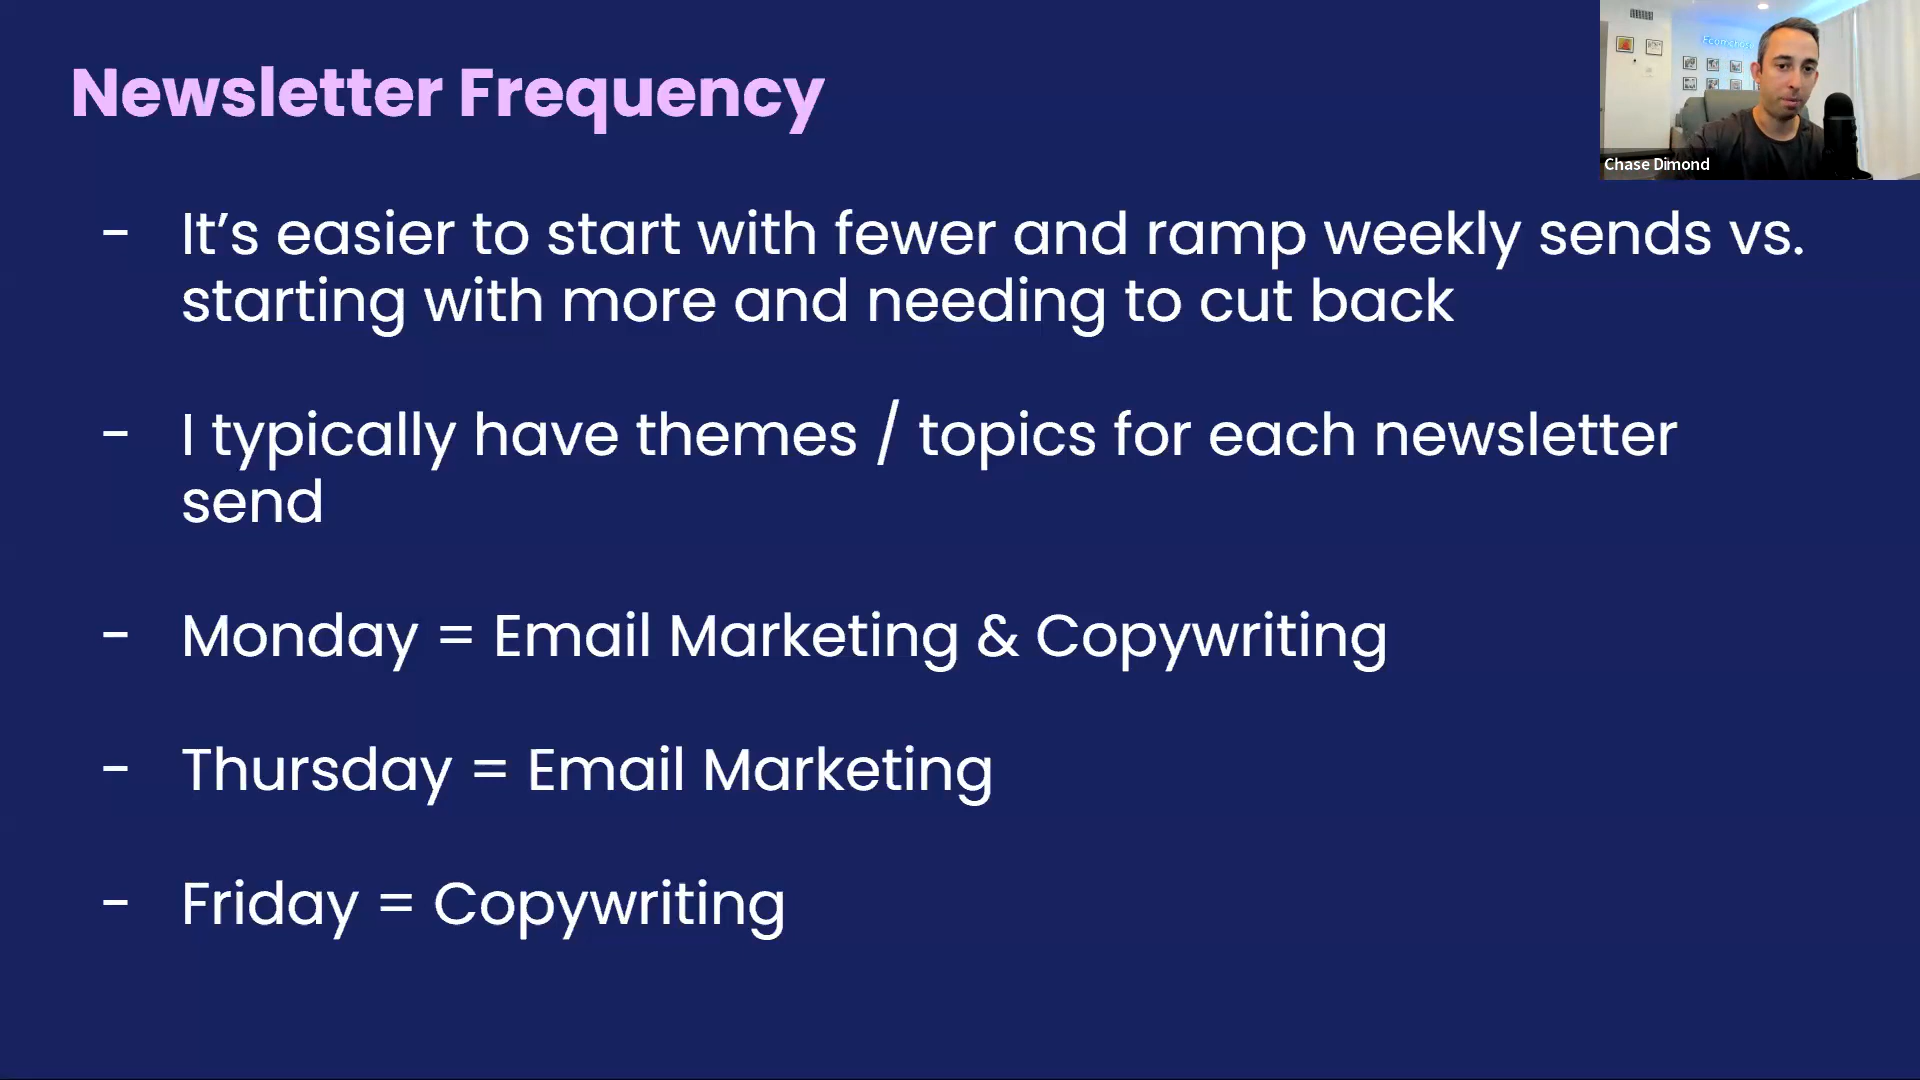 Newsletter Frequency
- It’s easier to start with fewer and ramp weekly sends vs.
starting with more and needing to cut back
- I typically have themes / topics for each newsletter
send
- Monday = Email Marketing & Copywriting
- Thursday = Email Marketing
- Friday = Copywriting
Chase Dimond